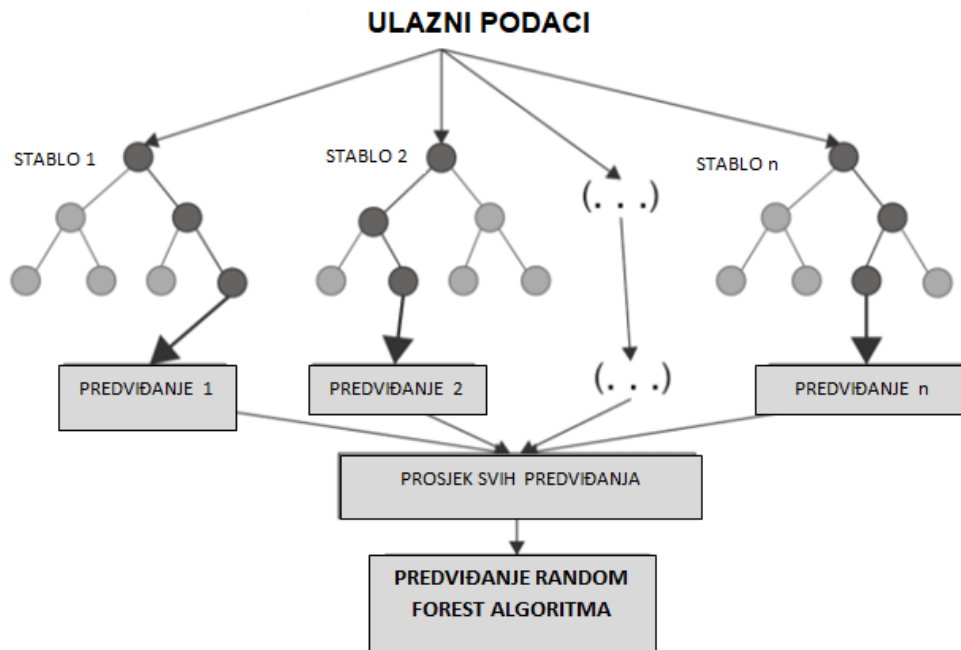 ULAZNI PODACI
STABLO 1
STABLO 2
STABLO n
(. . .)
(. . .)
PREDVIĐANJE 1
PREDVIĐANJE 2
PREDVIĐANJE n
PROSJEK SVIH PREDVIĐANJA
PREDVIĐANJE RANDOM
FOREST ALGORITMA